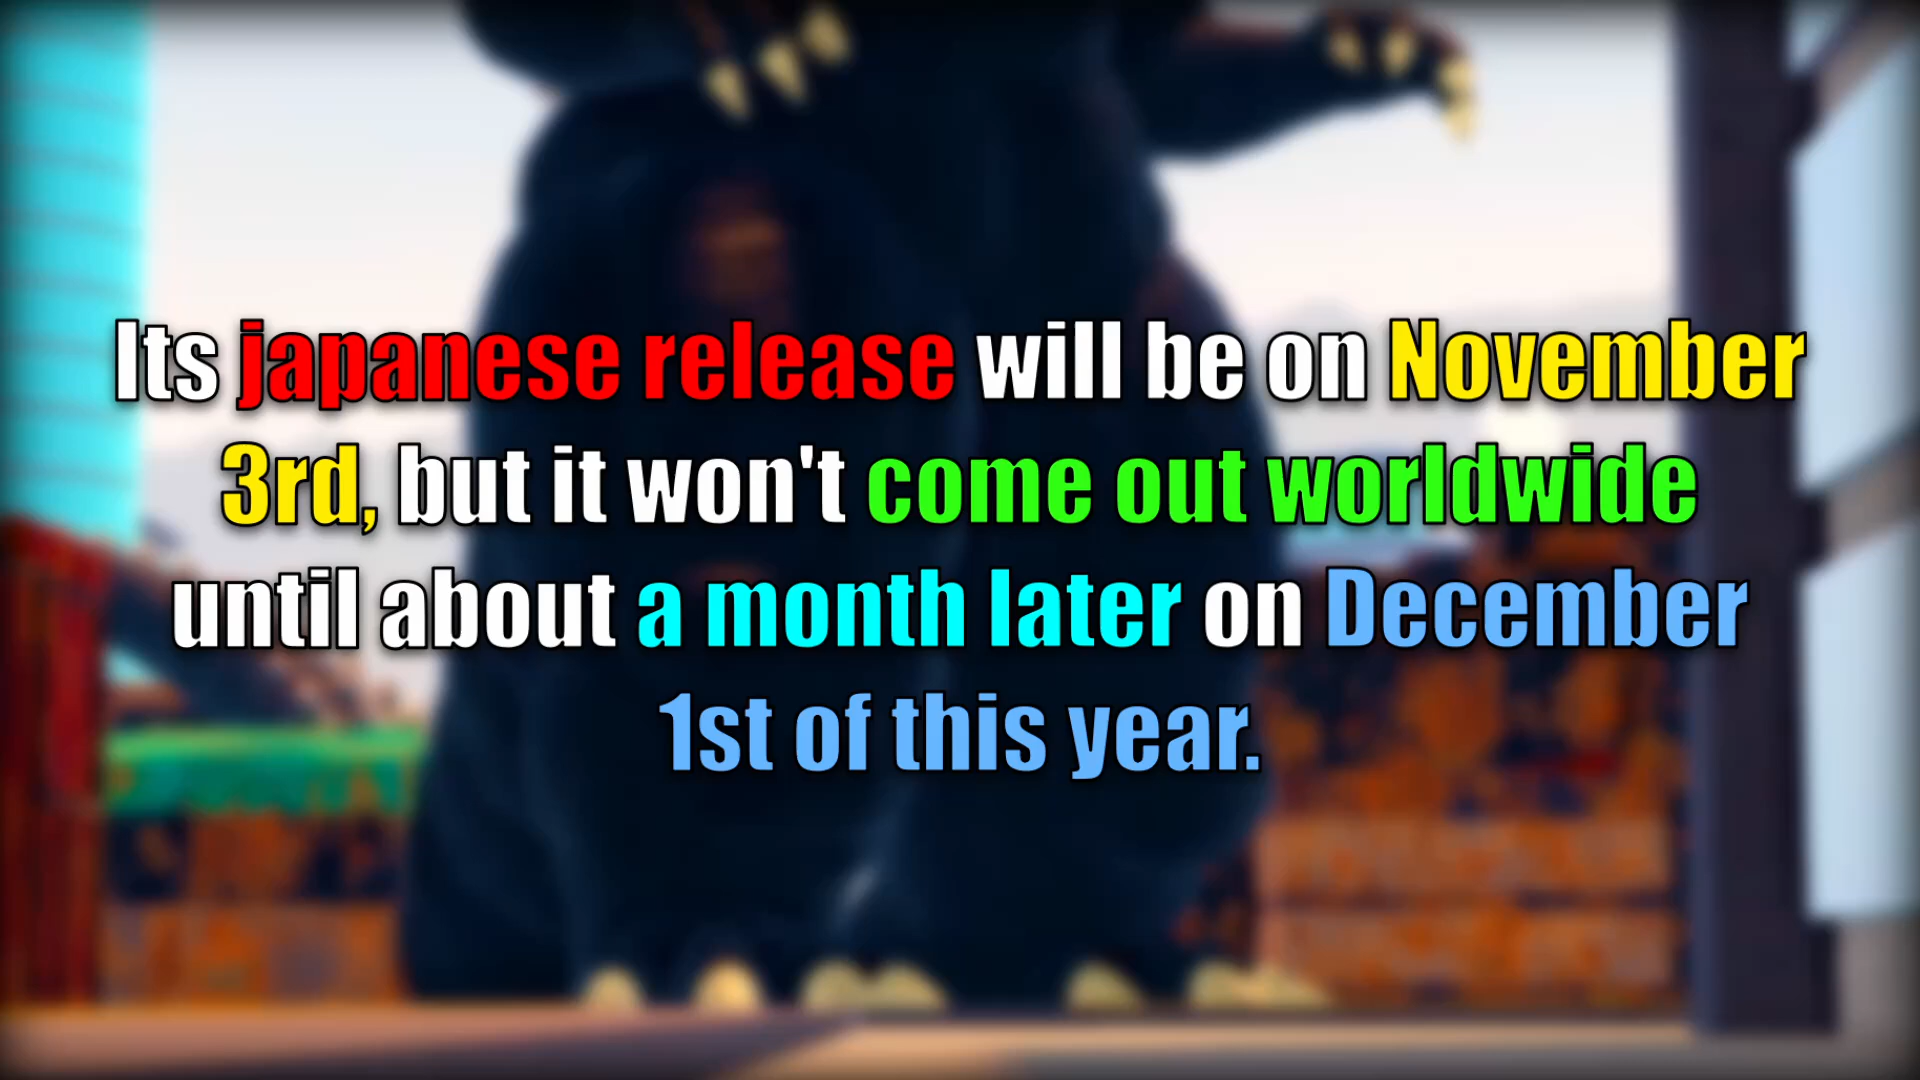 Its japanese release will be on November
3rd, but it won't come out worldwide
until about a month later on December
1st of this year.